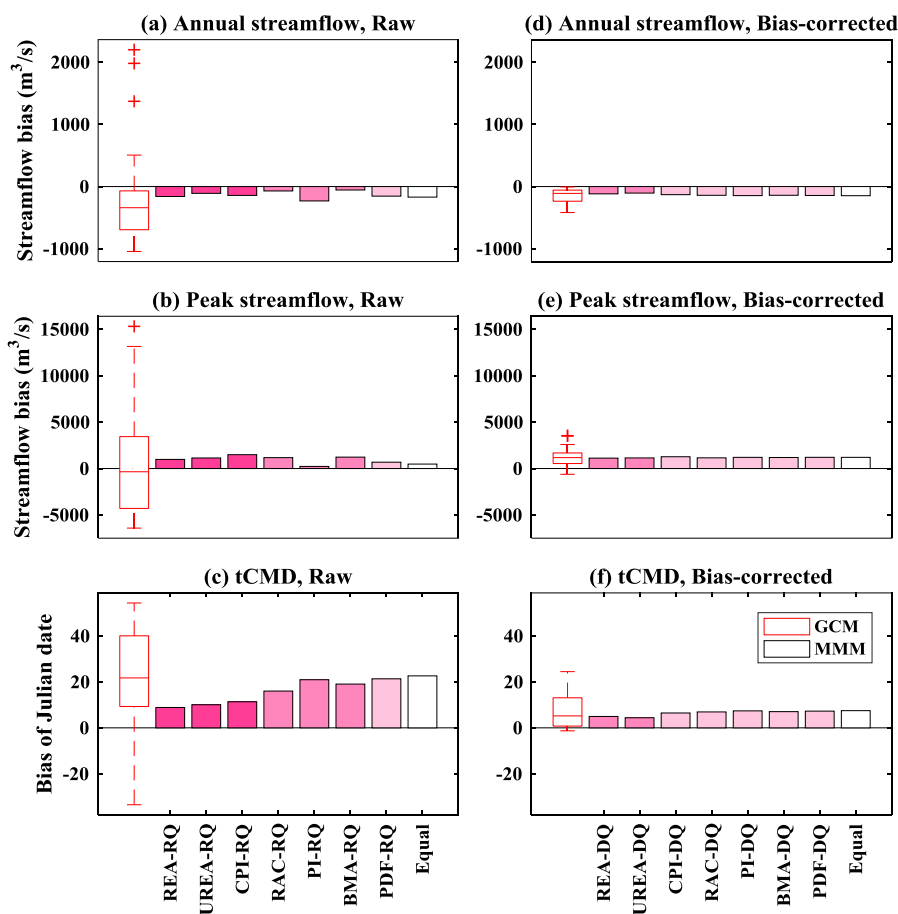 (a) Annual streamflow, Raw
(d) Annual streamflow, Bias-corrected
Streamflow bias (m³/s)
2000
1000
0
-1000
2000
1000
0
-1000
(b) Peak streamflow, Raw
(e) Peak streamflow, Bias-corrected
Streamflow bias (m³/s)
15000
10000
5000
0
-5000
15000
10000
5000
0
-5000
(c) tCMD, Raw
(f) tCMD, Bias-corrected
Bias of Julian date
40
20
0
-20
40
20
0
-20
GCM
MMM
REA-RQ
UREA-RQ
CPI-RQ
RAC-RQ
PI-RQ
BMA-RQ
PDF-RQ
Equal
REA-DQ
UREA-DQ
CPI-DQ
RAC-DQ
PI-DQ
BMA-DQ
PDF-DQ
Equal